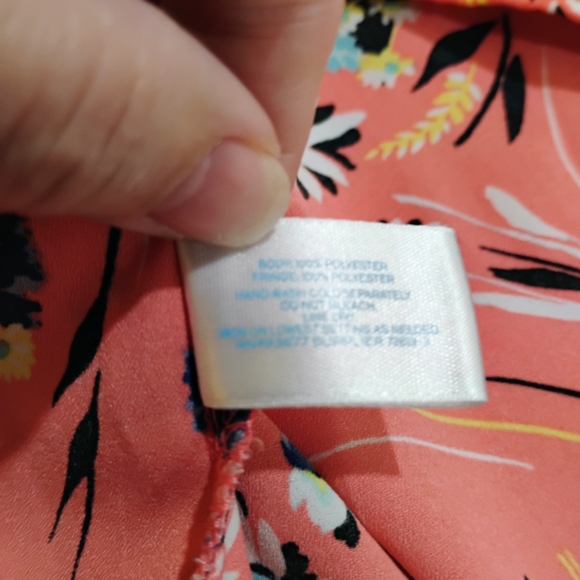 BODY: 100% POLYESTER
FRINGE: 100% POLYESTER
HAND WASH COLD SEPARATELY.
DO NOT BLEACH.
LINE DRY.
IRON ON LOWEST SETTING AS NEEDED.
SUPPLIER